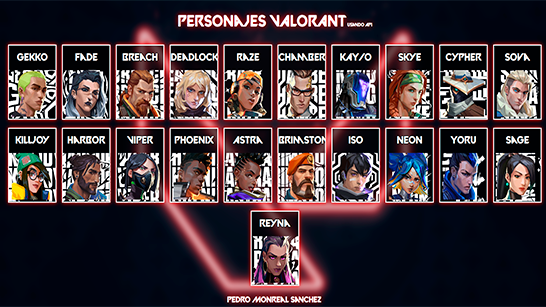 PERSONAJES VALORANT USANDO API
GEKKO FADE BREACH DEADLOCK RAZE CHAMBER KAY/O SKYE CYPHER SOVA
KILLJOY HARBOR VIPER PHOENIX ASTRA BRIMSTON ISO NEON YORU SAGE
REYNA
PEDRO MONREAL SANCHEZ